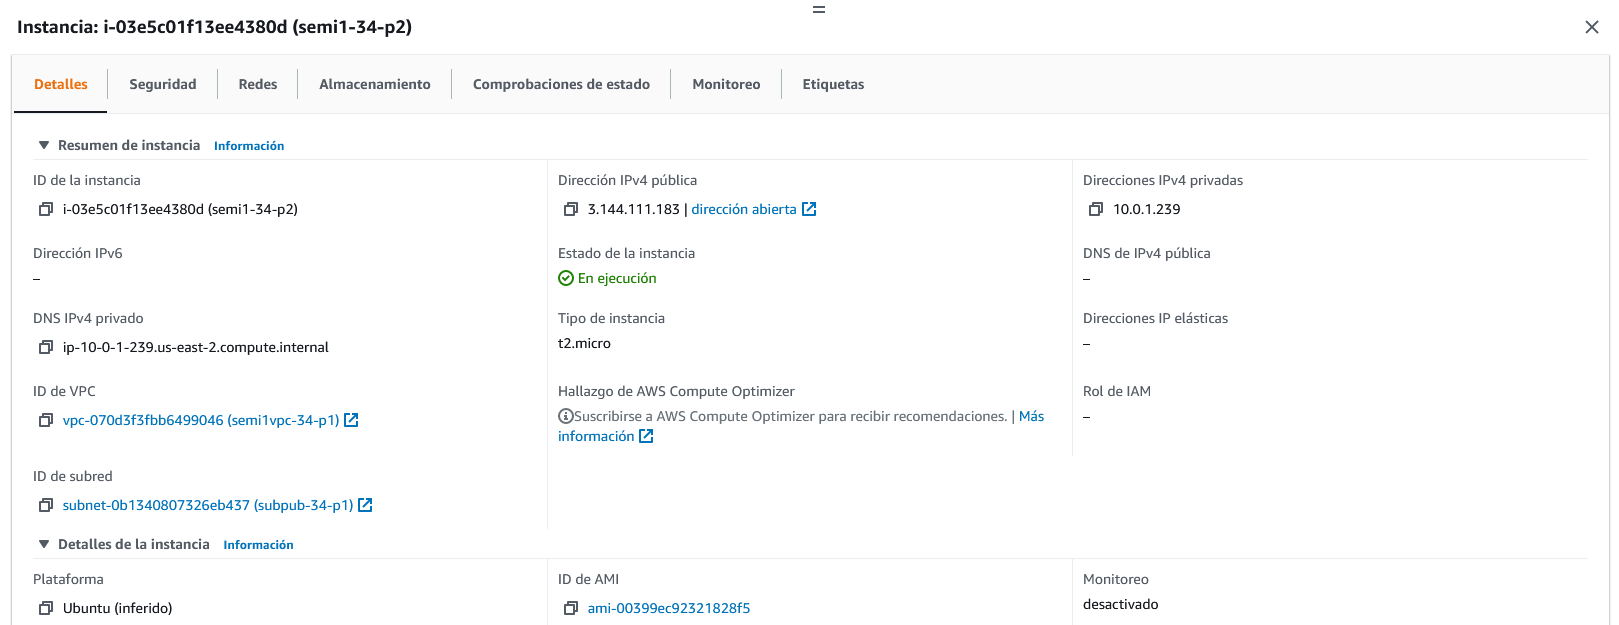 Instancia: i-03e5c01f13ee4380d (semi1-34-p2)
Detalles Seguridad Redes Almacenamiento Comprobaciones de estado Monitoreo Etiquetas
Resumen de instancia Información
ID de la instancia
i-03e5c01f13ee4380d (semi1-34-p2)
Dirección IPv4 pública
3.144.111.183 | dirección abierta
Direcciones IPv4 privadas
10.0.1.239
Dirección IPv6
–
Estado de la instancia
En ejecución
DNS de IPv4 pública
–
DNS IPv4 privado
ip-10-0-1-239.us-east-2.compute.internal
Tipo de instancia
t2.micro
Direcciones IP elásticas
–
ID de VPC
vpc-070d3f3fbb6499046 (semi1vpc-34-p1)
Hallazgo de AWS Compute Optimizer
Suscribirse a AWS Compute Optimizer para recibir recomendaciones. | Más
información
Rol de IAM
–
ID de subred
subnet-0b1340807326eb437 (subpub-34-p1)
Detalles de la instancia Información
Plataforma
Ubuntu (inferido)
ID de AMI
ami-00399ec92321828f5
Monitoreo
desactivado